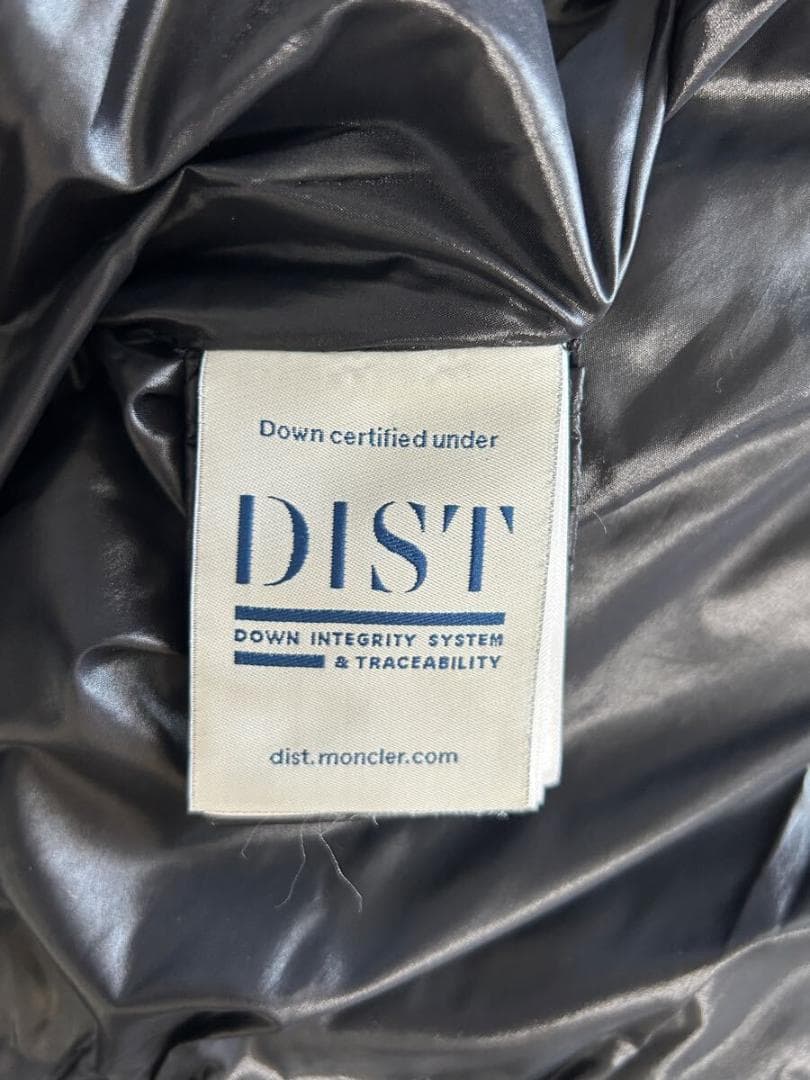 Down certified under
DIST
DOWN INTEGRITY SYSTEM
& TRACEABILITY
dist.moncler.com